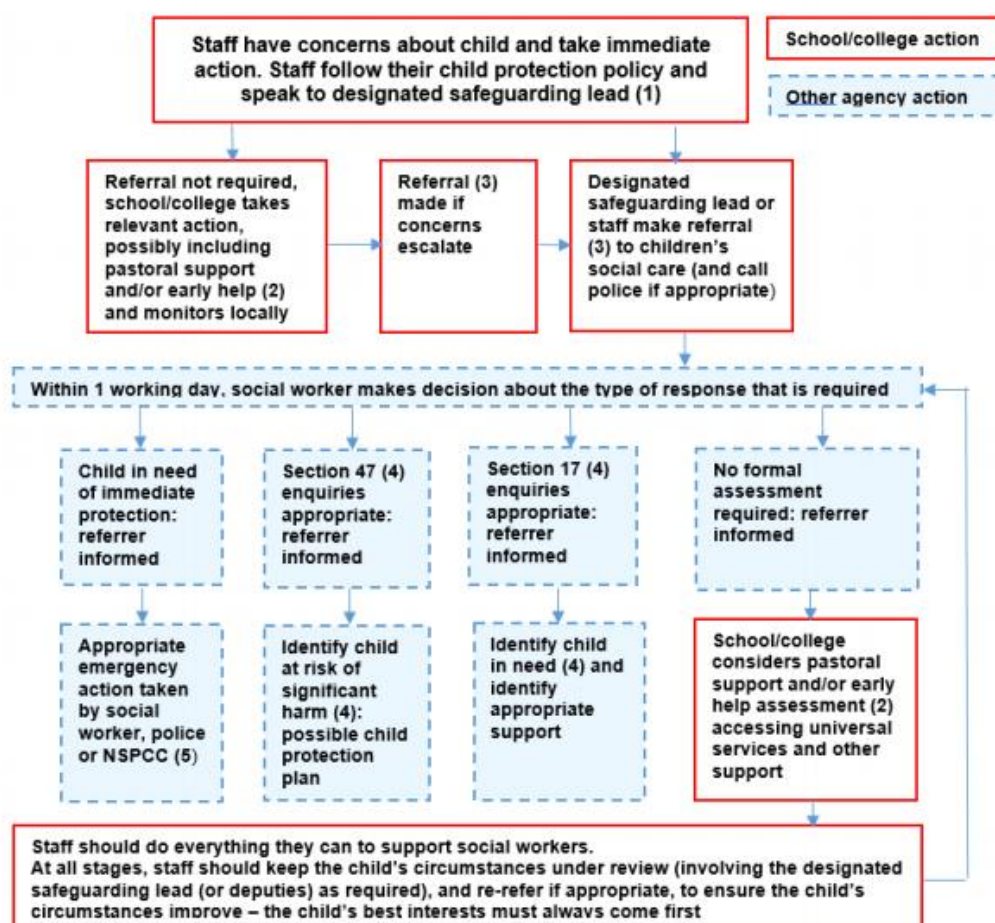 Staff have concerns about child and take immediate
action. Staff follow their child protection policy and
speak to designated safeguarding lead (1)
School/college action
Other agency action
Referral not required,
school/college takes
relevant action,
possibly including
pastoral support
and/or early help (2)
and monitors locally
Referral (3)
made if
concerns
escalate
Designated
safeguarding lead or
staff make referral
(3) to children's
social care (and call
police if appropriate)
Within 1 working day, social worker makes decision about the type of response that is required
Child in need
of immediate
protection:
referrer
informed
Section 47 (4)
enquiries
appropriate:
referrer
informed
Section 17 (4)
enquiries
appropriate:
referrer
informed
No formal
assessment
required: referrer
informed
Appropriate
emergency
action taken
by social
worker, police
or NSPCC (5)
Identify child
at risk of
significant
harm (4):
possible child
protection
plan
Identify child
in need (4) and
identify
appropriate
support
School/college
considers pastoral
support and/or early
help assessment (2)
accessing universal
services and other
support
Staff should do everything they can to support social workers.
At all stages, staff should keep the child's circumstances under review (involving the designated
safeguarding lead (or deputies) as required), and re-refer if appropriate, to ensure the child's
circumstances improve – the child's best interests must always come first